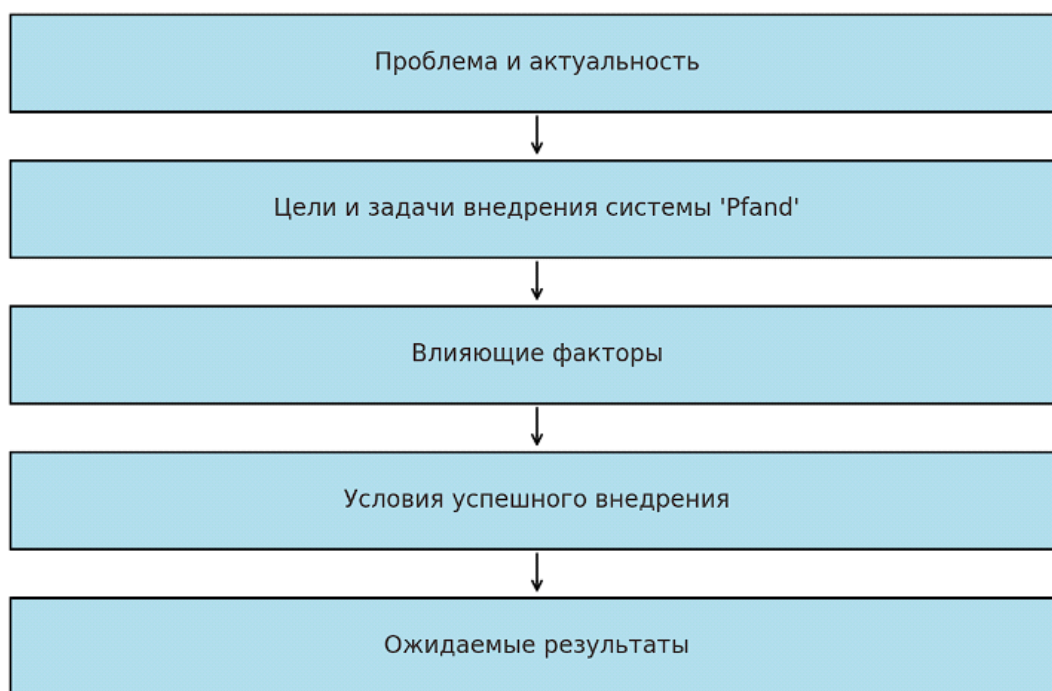 Проблема и актуальность
Цели и задачи внедрения системы 'Pfand'
Влияющие факторы
Условия успешного внедрения
Ожидаемые результаты